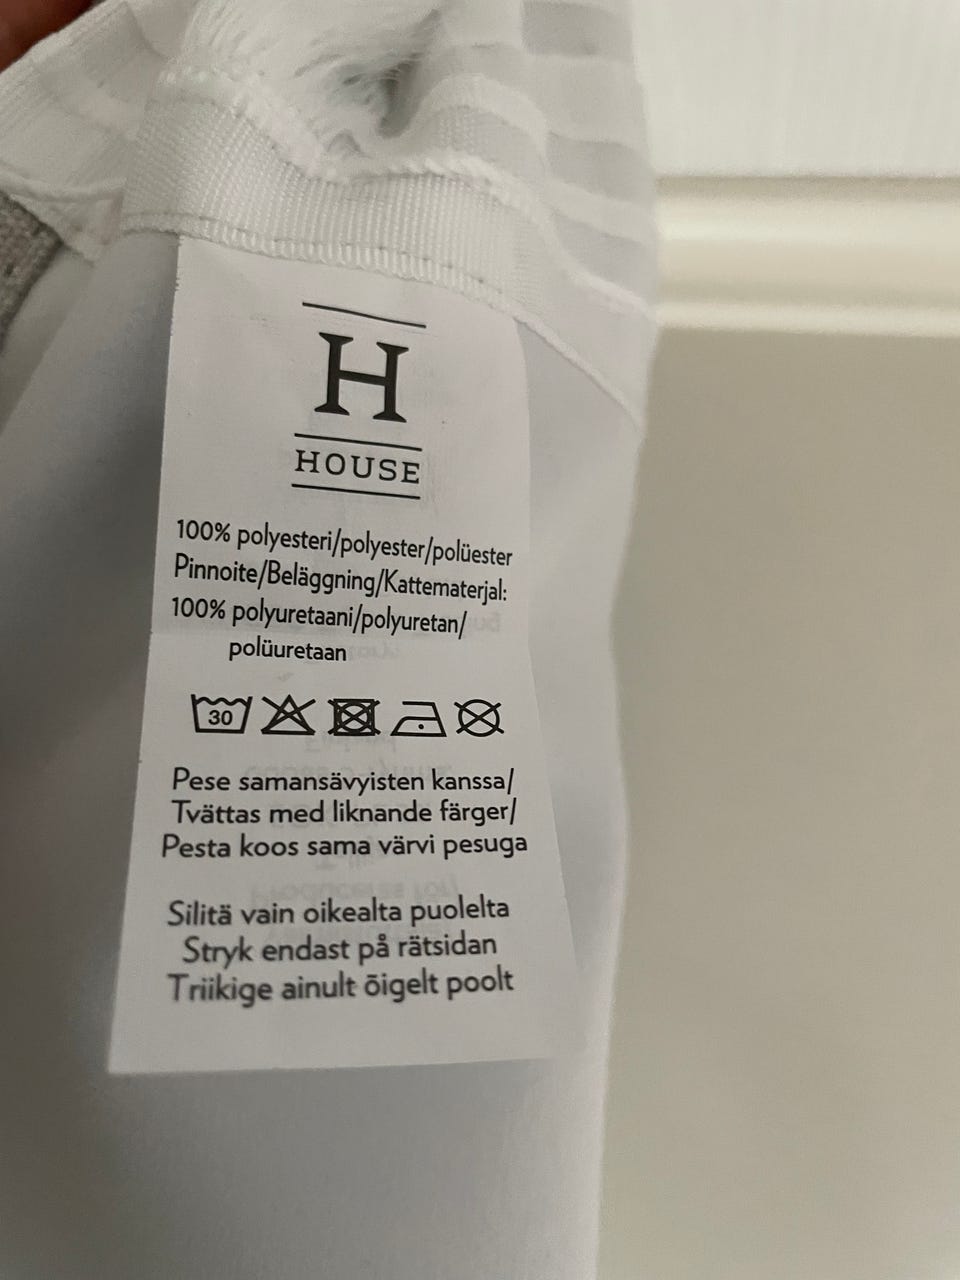 H
HOUSE
100% polyesteri/polyester/polüester
Pinnoite/Beläggning/Kattematerjal:
100% polyuretaani/polyuretan/
polüuretaan
30
Pese samansävyisten kanssa/
Tvättas med liknande färger/
Pesta koos sama värvi pesuga
Silitä vain oikealta puolelta
Stryk endast på rätsidan
Triikige ainult õigelt poolt